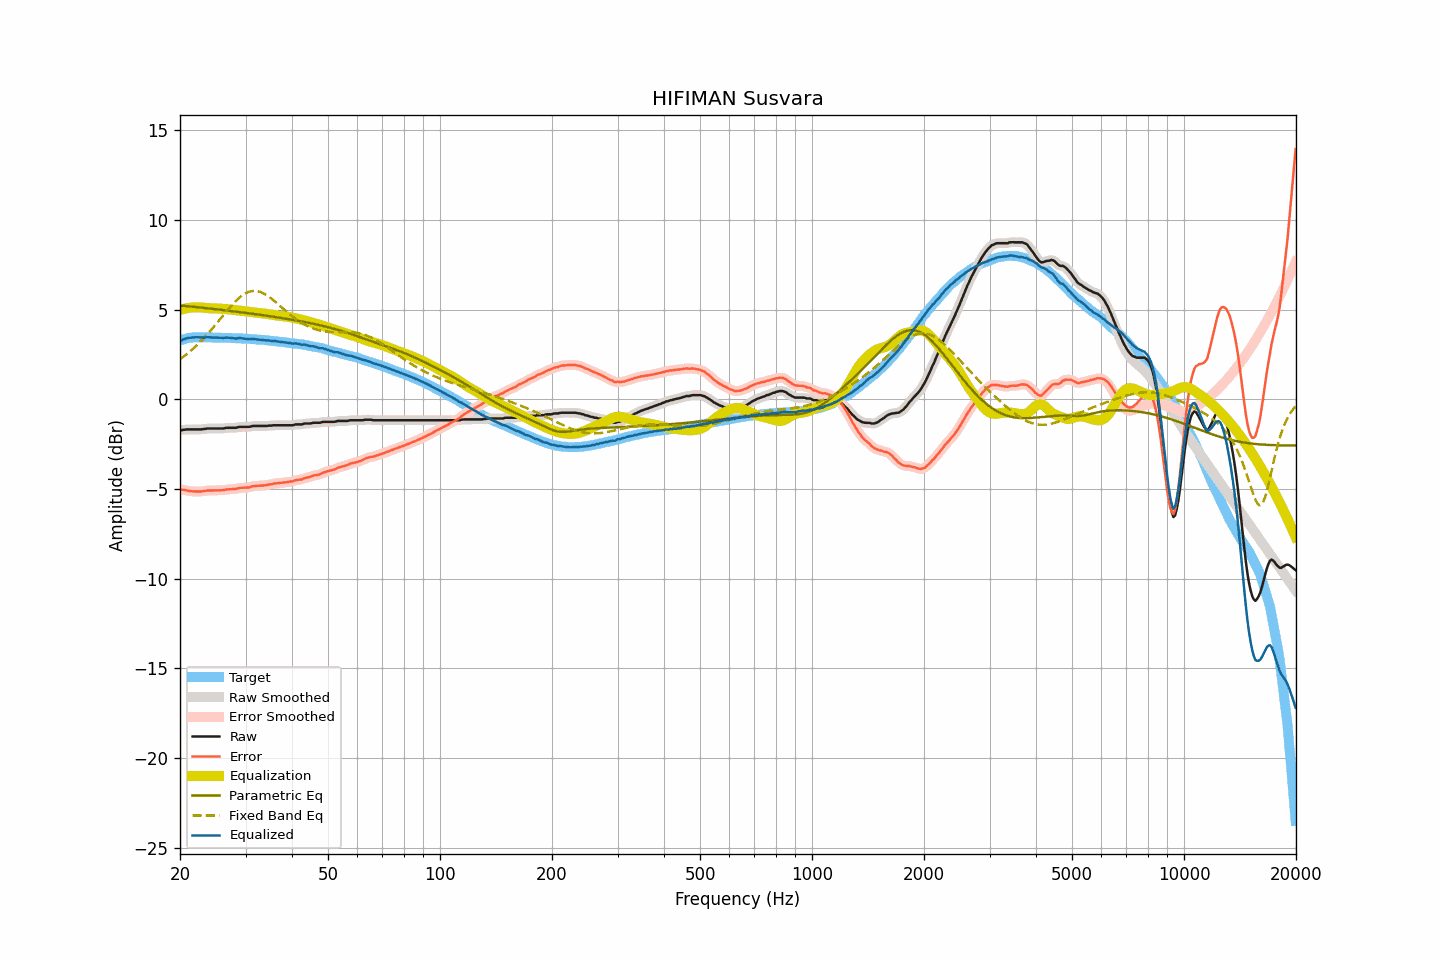 HIFIMAN Susvara
15
10
5
0
−5
−10
−15
−20
−25
Amplitude (dBr)
Target
Raw Smoothed
Error Smoothed
Raw
Error
Equalization
Parametric Eq
Fixed Band Eq
Equalized
20 50 100 200 500 1000 2000 5000 10000 20000
Frequency (Hz)